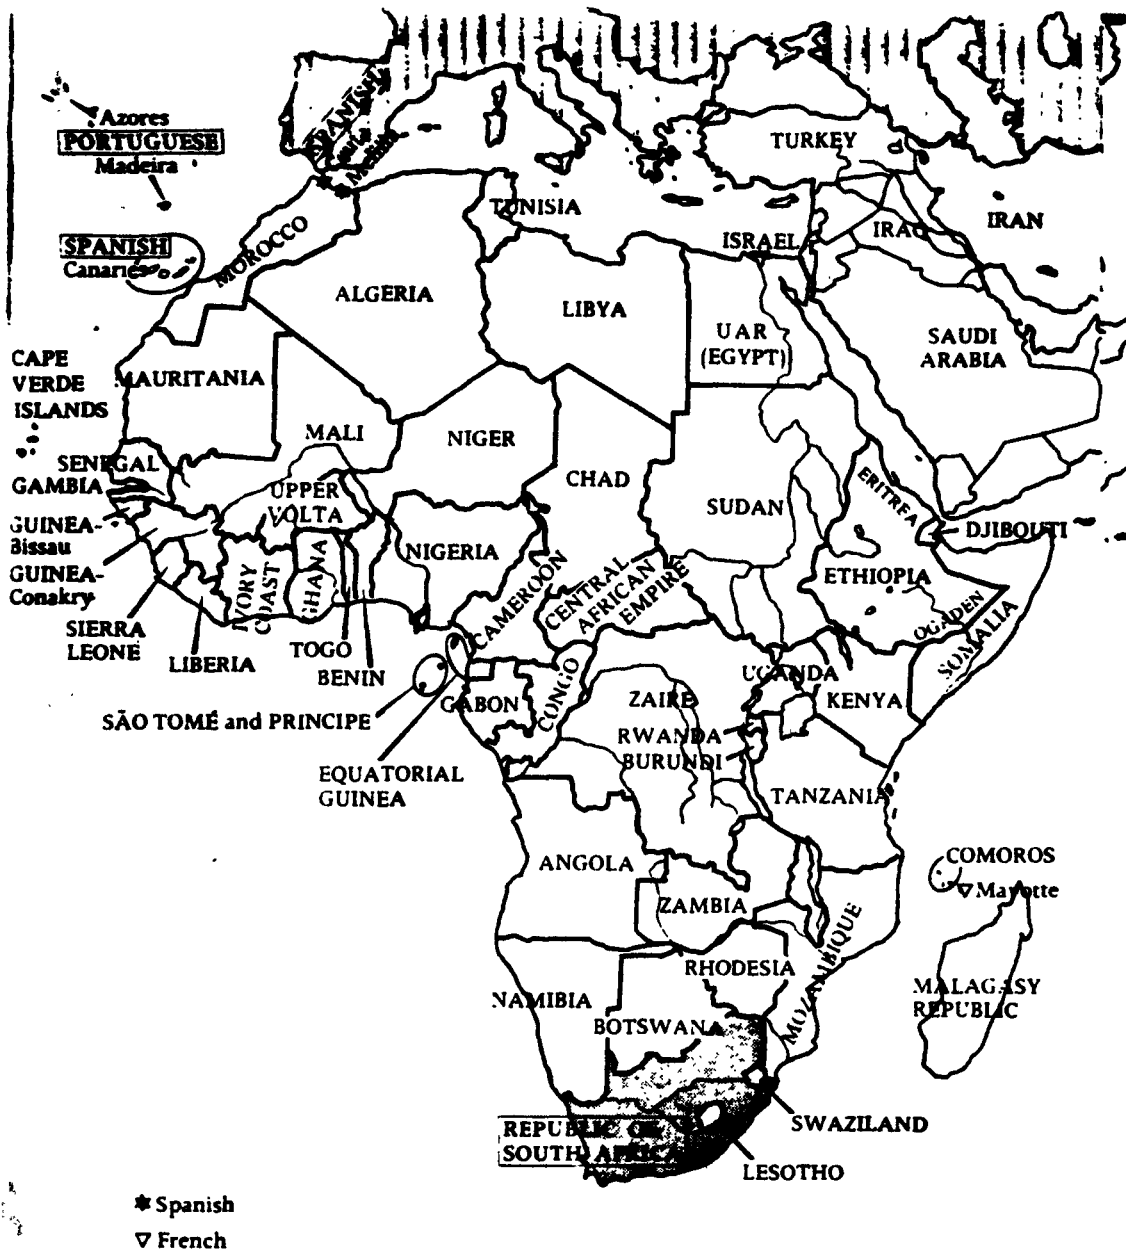 Azores
PORTUGUESE
Madeira
SPANISH
Canaries
SPANISH
TURKEY
TUNISIA
ISRAEL
IRAQ
IRAN
MOROCCO
ALGERIA
LIBYA
UAR
(EGYPT)
SAUDI
ARABIA
CAPE
VERDE
ISLANDS
MAURITANIA
MALI
NIGER
CHAD
SUDAN
ERITREA
DJIBOUTI
SENEGAL
GAMBIA
GUINEA-
Bissau
GUINEA-
Conakry
UPPER
VOLTA
NIGERIA
ETHIOPIA
OGADEN
SOMALIA
SIERRA
LEONE
LIBERIA
IVORY
COAST
GHANA
TOGO
BENIN
CAMEROON
CENTRAL
AFRICAN
EMPIRE
SÃO TOMÉ and PRINCIPE
EQUATORIAL
GUINEA
GABON
CONGO
ZAIRE
UGANDA
KENYA
RWANDA
BURUNDI
TANZANIA
ANGOLA
ZAMBIA
COMOROS
▽ Mayotte
MALAGASY
REPUBLIC
NAMIBIA
BOTSWANA
RHODESIA
MOZAMBIQUE
REPUBLIC OF
SOUTH AFRICA
SWAZILAND
LESOTHO
✱ Spanish
▽ French